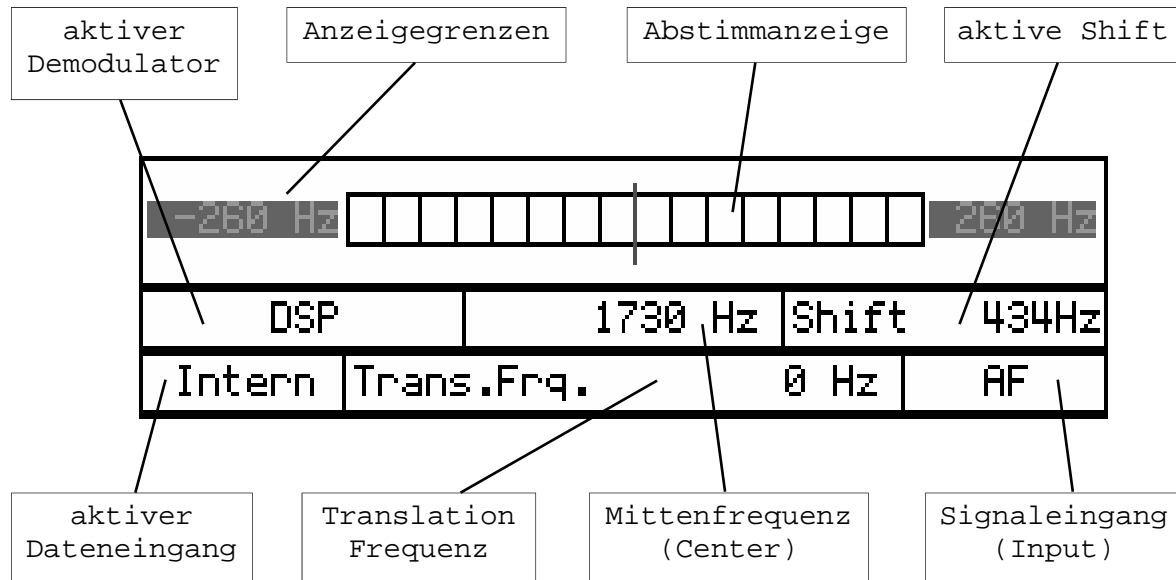 aktiver
Demodulator
Anzeigegrenzen
Abstimmanzeige
aktive Shift
-260 Hz
260 Hz
DSP
1730 Hz
Shift 434Hz
Intern
Trans.Frq. 0 Hz
AF
aktiver
Dateneingang
Translation
Frequenz
Mittenfrequenz
(Center)
Signaleingang
(Input)